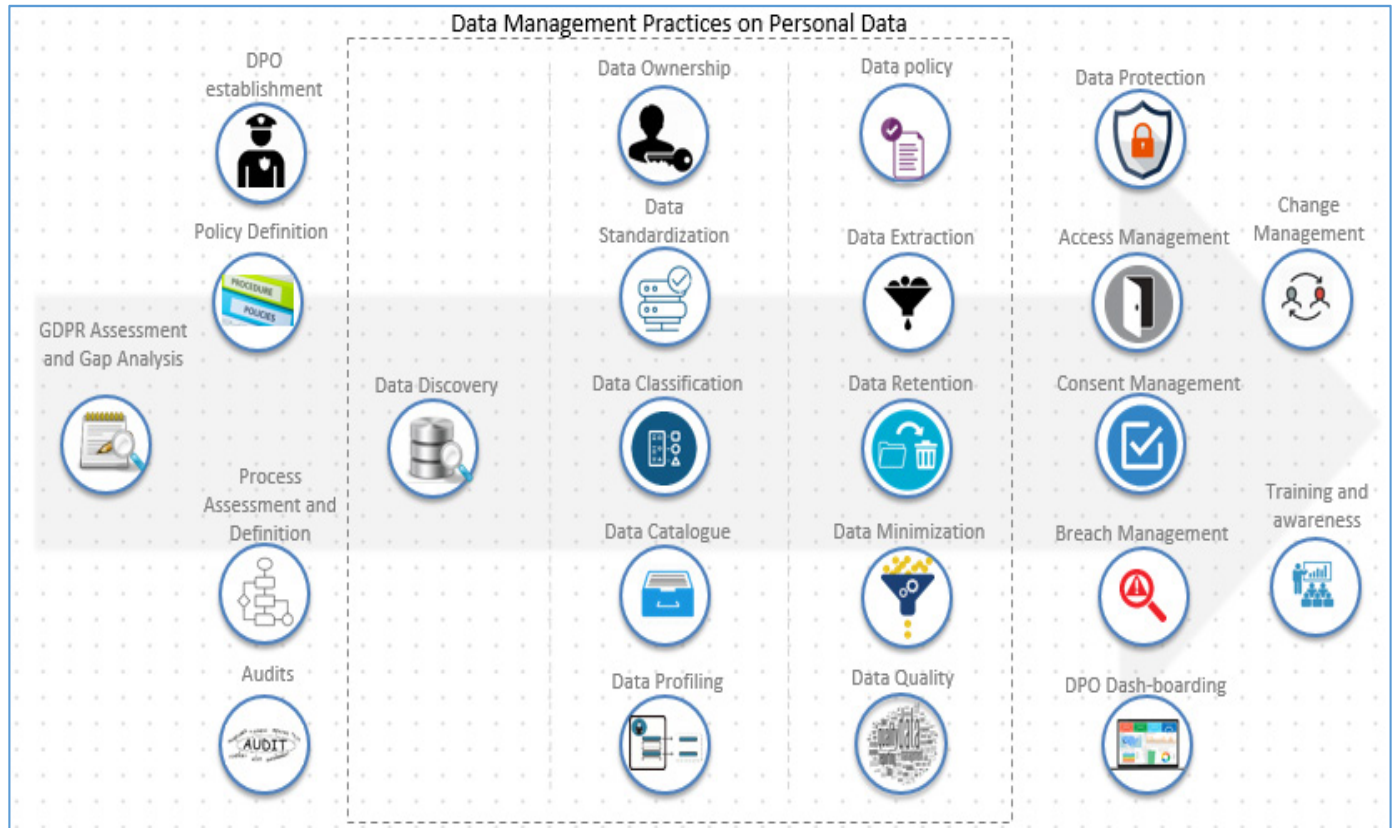 Data Management Practices on Personal Data
DPO
establishment
Policy Definition
PROCEDURE
POLICIES
GDPR Assessment
and Gap Analysis
Process
Assessment and
Definition
Audits
AUDIT
Data Discovery
Data Ownership
Data
Standardization
Data Classification
Data Catalogue
Data Profiling
Data policy
Data Extraction
Data Retention
Data Minimization
Data Quality
data
Data Protection
Access Management
Consent Management
Breach Management
DPO Dash-boarding
Change
Management
Training and
awareness